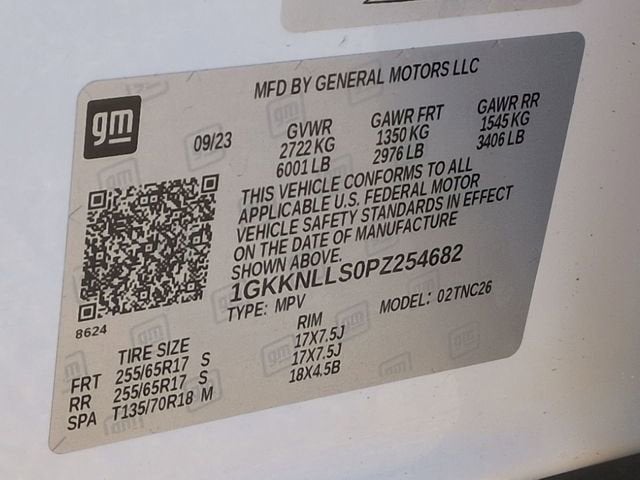 MFD BY GENERAL MOTORS LLC
gm
09/23 GVWR GAWR FRT GAWR RR
2722 KG 1350 KG 1545 KG
6001 LB 2976 LB 3406 LB
THIS VEHICLE CONFORMS TO ALL
APPLICABLE U.S. FEDERAL MOTOR
VEHICLE SAFETY STANDARDS IN EFFECT
ON THE DATE OF MANUFACTURE
SHOWN ABOVE.
1GKKNLLS0PZ254682
TYPE: MPV MODEL: 02TNC26
8624
TIRE SIZE RIM
FRT 255/65R17 S 17X7.5J
RR 255/65R17 S 17X7.5J
SPA T135/70R18 M 18X4.5B